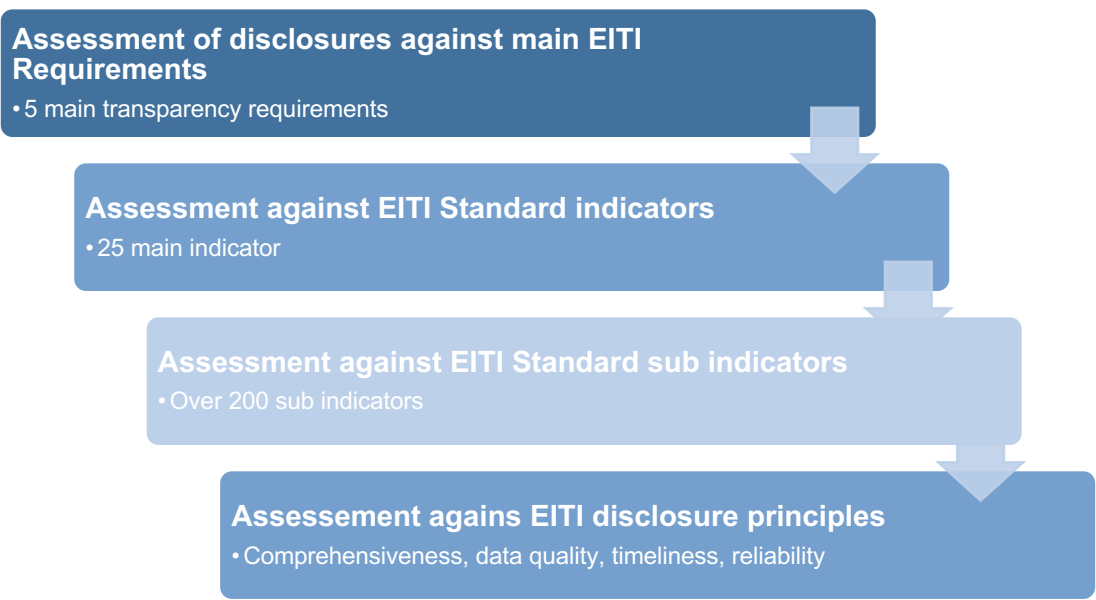 Assessment of disclosures against main EITI
Requirements
• 5 main transparency requirements
Assessment against EITI Standard indicators
• 25 main indicator
Assessment against EITI Standard sub indicators
• Over 200 sub indicators
Assessement agains EITI disclosure principles
• Comprehensiveness, data quality, timeliness, reliability